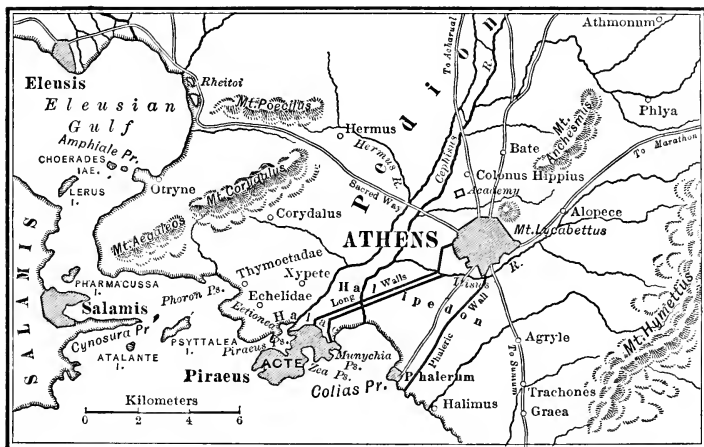 Athmonum
To Acharuai
Eleusis
Rheitoi
R.
Eleusian
Gulf
Mt. Poecilus
Phlya
Mt. Anchesmus
Hermus
Pedion
Amphiale Pr.
Hermus R.
Cephisus
Bate
To Marathon
CHOERADES
IAE.
Colonus Hippius
LERUS
I.
Otryne
Mt. Corydallus
Academy
Sacred Way
Corydalus
Alopece
Mt. Lycabettus
ATHENS
Mt. Aegaleos
Thymoetadae
Xypete
R.
SALAMIS
PHARMACUSSA
I.
Phoron Ps.
Long Walls
Halipedon
Mt. Hymettus
Salamis
Echelidae
Eetionea
Hala
Wall
Cynosura Pr
PSYTTALEA
I.
Piraeus
Ps.
Phaleric
Agryle
ATALANTE
I.
ACTE
Munychia
Ps.
Zea Ps.
Piraeus
Colias Pr.
Phalerum
To Sunium
Trachones
Kilometers
Halimus
Graea
0 2 4 6